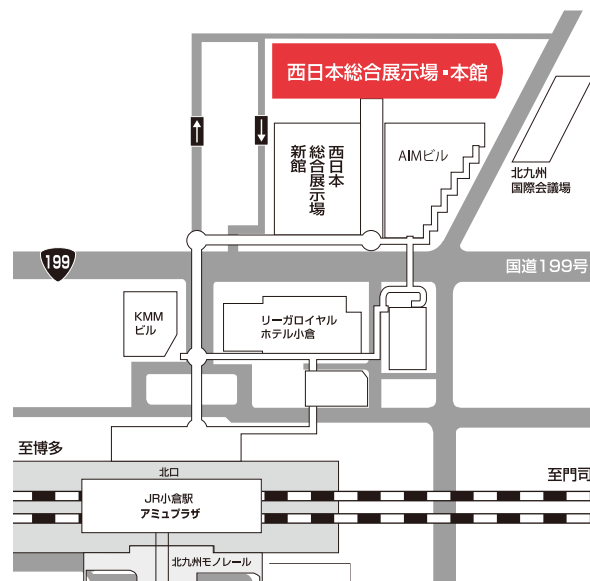 西日本総合展示場・本館
西日本
総合展示場
新館
AIMビル
北九州
国際会議場
199
国道199号
KMM
ビル
リーガロイヤル
ホテル小倉
至博多
北口
至門司
JR小倉駅
アミュプラザ
北九州モノレール